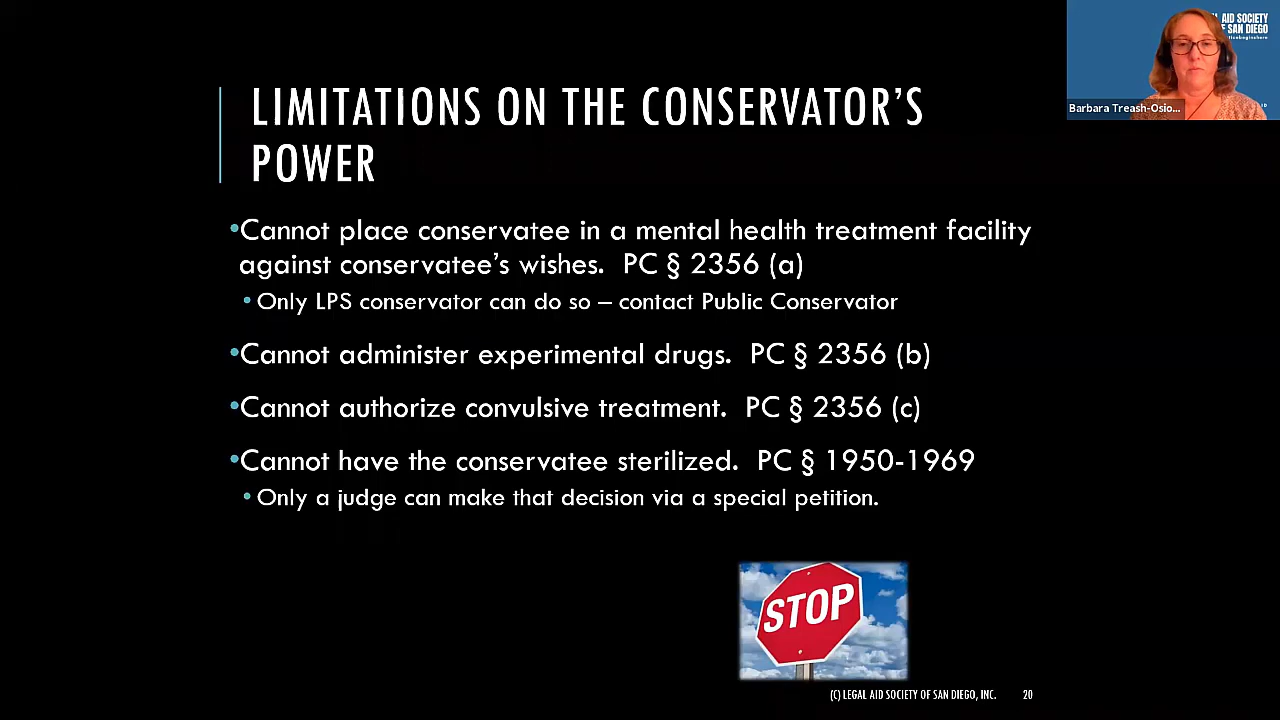 LIMITATIONS ON THE CONSERVATOR'S
POWER
•Cannot place conservatee in a mental health treatment facility
against conservatee's wishes. PC § 2356 (a)
•Only LPS conservator can do so – contact Public Conservator
•Cannot administer experimental drugs. PC § 2356 (b)
•Cannot authorize convulsive treatment. PC § 2356 (c)
•Cannot have the conservatee sterilized. PC § 1950-1969
•Only a judge can make that decision via a special petition.
STOP
(C) LEGAL AID SOCIETY OF SAN DIEGO, INC. 20
AID SOCIETY
OF SAN DIEGO
Barbara Treash-Osio...